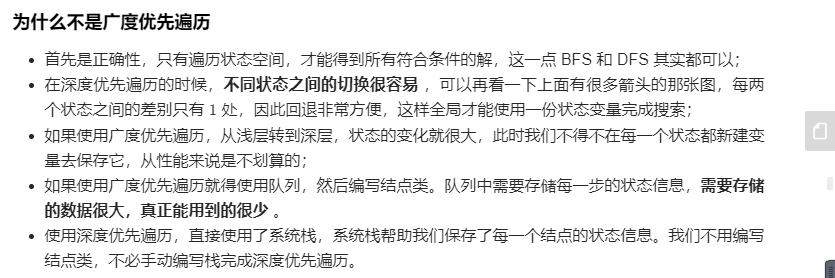 为什么不是广度优先遍历
• 首先是正确性，只有遍历状态空间，才能得到所有符合条件的解，这一点 BFS 和 DFS 其实都可以；
• 在深度优先遍历的时候，不同状态之间的切换很容易 ，可以再看一下上面有很多箭头的那张图，每两
个状态之间的差别只有 1 处，因此回退非常方便，这样全局才能使用一份状态变量完成搜索；
• 如果使用广度优先遍历，从浅层转到深层，状态的变化就很大，此时我们不得不在每一个状态都新建变
量去保存它，从性能来说是不划算的；
• 如果使用广度优先遍历就得使用队列，然后编写结点类。队列中需要存储每一步的状态信息，需要存储
的数据很大，真正能用到的很少 。
• 使用深度优先遍历，直接使用了系统栈，系统栈帮助我们保存了每一个结点的状态信息。我们不用编写
结点类，不必手动编写栈完成深度优先遍历。